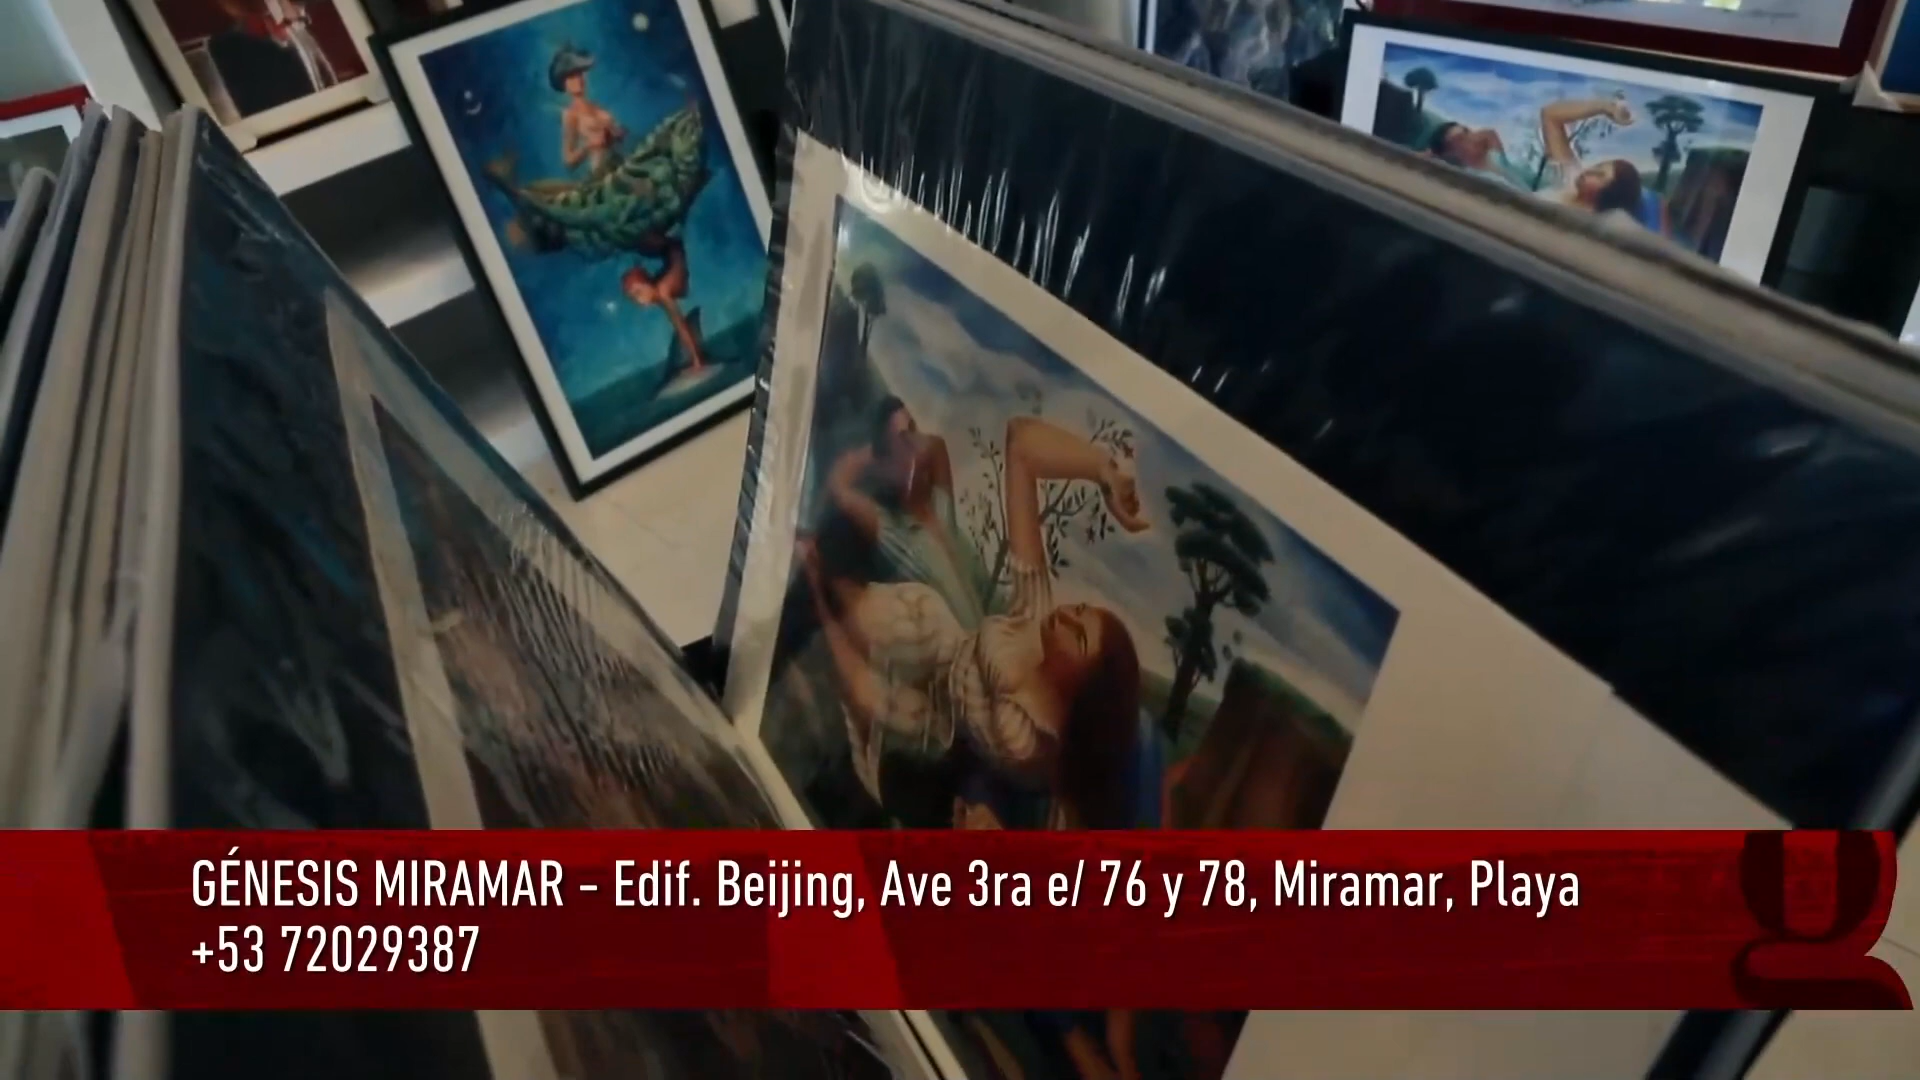 GÉNESIS MIRAMAR - Edif. Beijing, Ave 3ra e/ 76 y 78, Miramar, Playa
+53 72029387
g